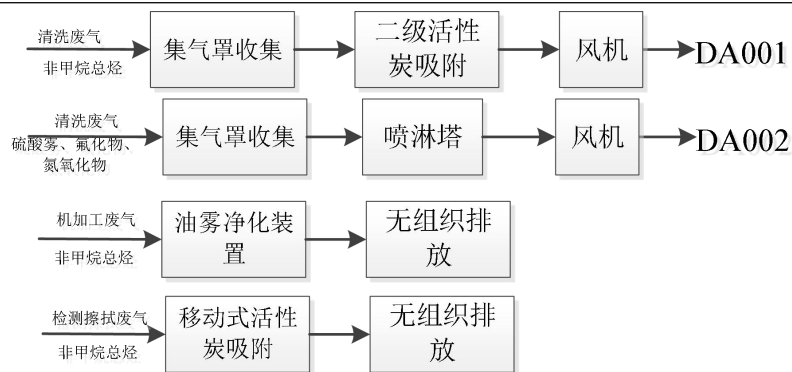 清洗废气
非甲烷总烃
集气罩收集
二级活性
炭吸附
风机
DA001
清洗废气
硫酸雾、氟化物、
氮氧化物
集气罩收集
喷淋塔
风机
DA002
机加工废气
非甲烷总烃
油雾净化装
置
无组织排
放
检测擦拭废气
非甲烷总烃
移动式活性
炭吸附
无组织排
放